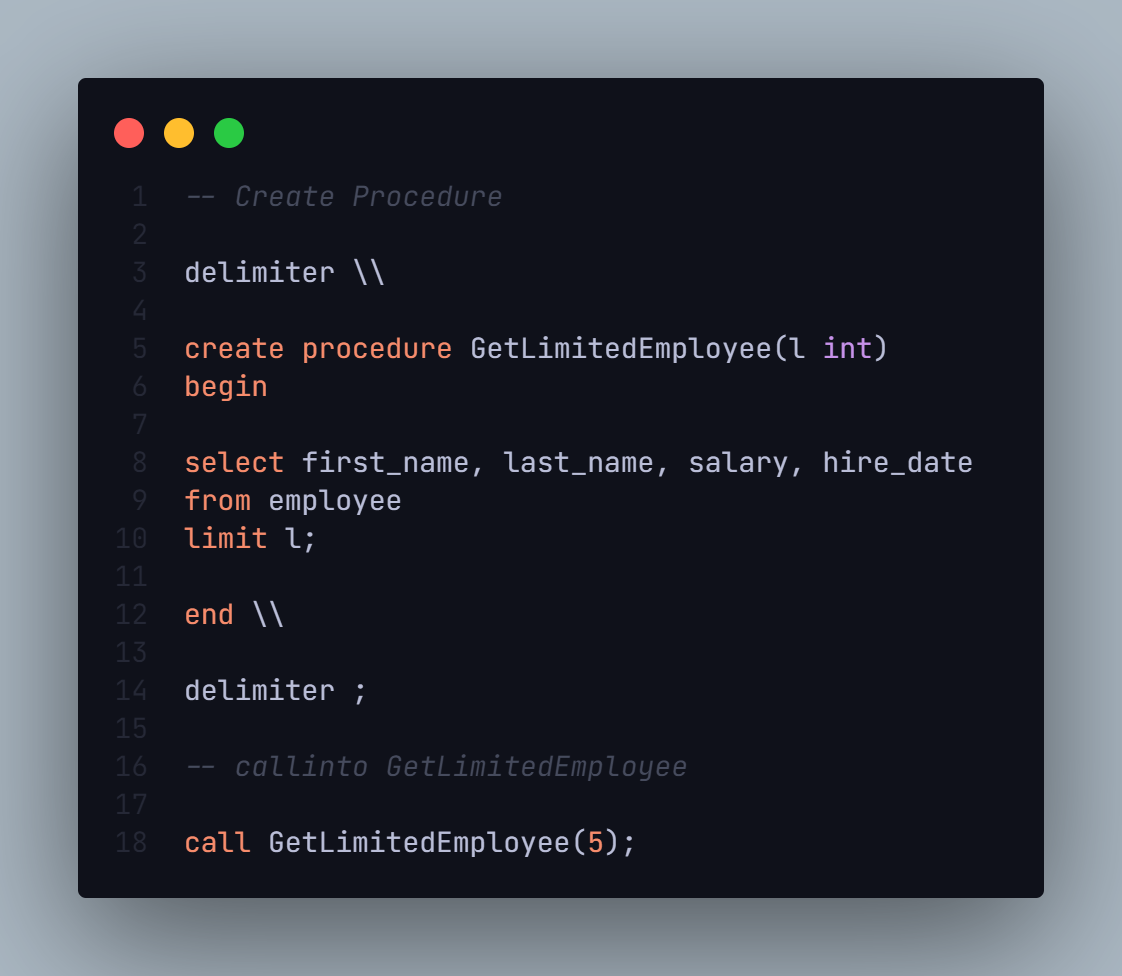 1 -- Create Procedure
2
3 delimiter \\
4
5 create procedure GetLimitedEmployee(l int)
6 begin
7
8 select first_name, last_name, salary, hire_date
9 from employee
10 limit l;
11
12 end \\
13
14 delimiter ;
15
16 -- callinto GetLimitedEmployee
17
18 call GetLimitedEmployee(5);